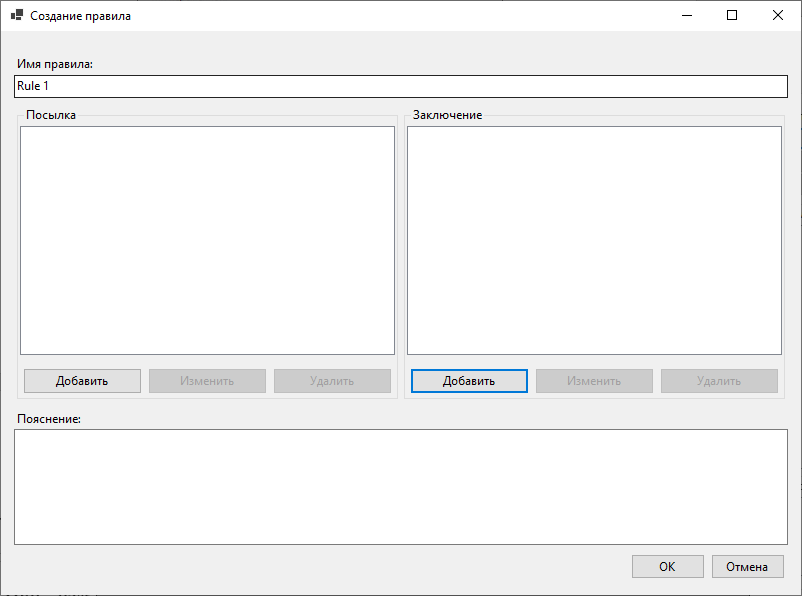 Создание правила
Имя правила:
Rule 1
Посылка
Заключение
Добавить
Изменить
Удалить
Добавить
Изменить
Удалить
Пояснение:
OK
Отмена